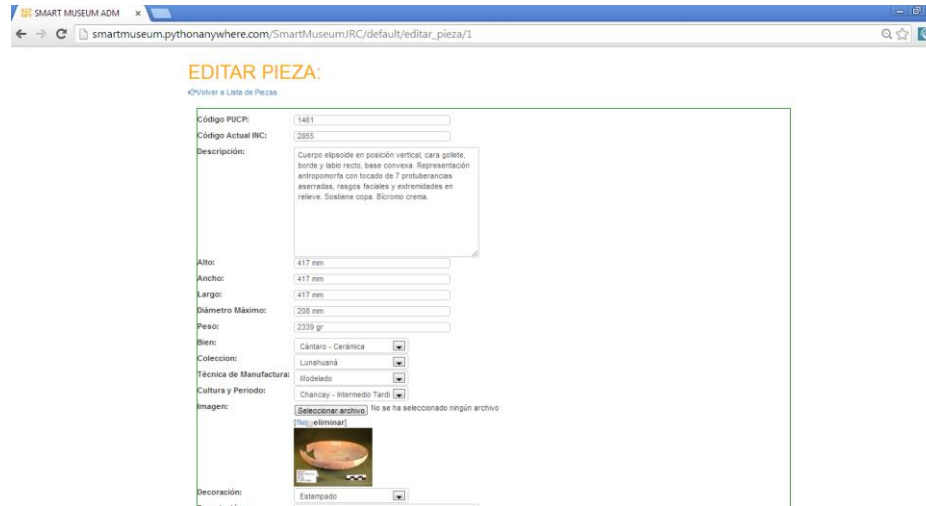 SMART MUSEUM ADM
smartmuseum.pythonanywhere.com/SmartMuseumJRC/default/editar_pieza/1
EDITAR PIEZA:
Volver a Lista de Piezas
Código PUCP: 1461
Código Actual INC: 2855
Descripción: Cuerpo elipsoide en posición vertical, cara gollete,
borde y labio recto, base convexa. Representación
antropomorfa con tocado de 7 protuberancias
aserradas, rasgos faciales y extremidades en
relieve. Sostiene copa. Bicromo crema.
Alto: 417 mm
Ancho: 417 mm
Largo: 417 mm
Diámetro Máximo: 208 mm
Peso: 2339 gr
Bien: Cántaro - Cerámica
Coleccion: Lunahuaná
Técnica de Manufactura: Modelado
Cultura y Periodo: Chancay - Intermedio Tardí
Imagen: Seleccionar archivo No se ha seleccionado ningún archivo
eliminar]
Decoración: Estampado